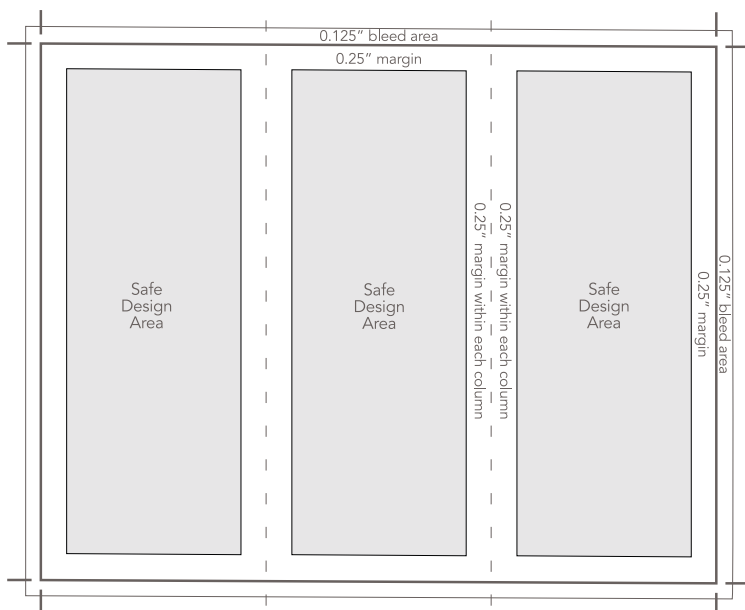 0.125” bleed area
0.25” margin
Safe
Design
Area
Safe
Design
Area
0.25” margin within each column
0.25” margin within each column
Safe
Design
Area
0.25” margin
0.125” bleed area